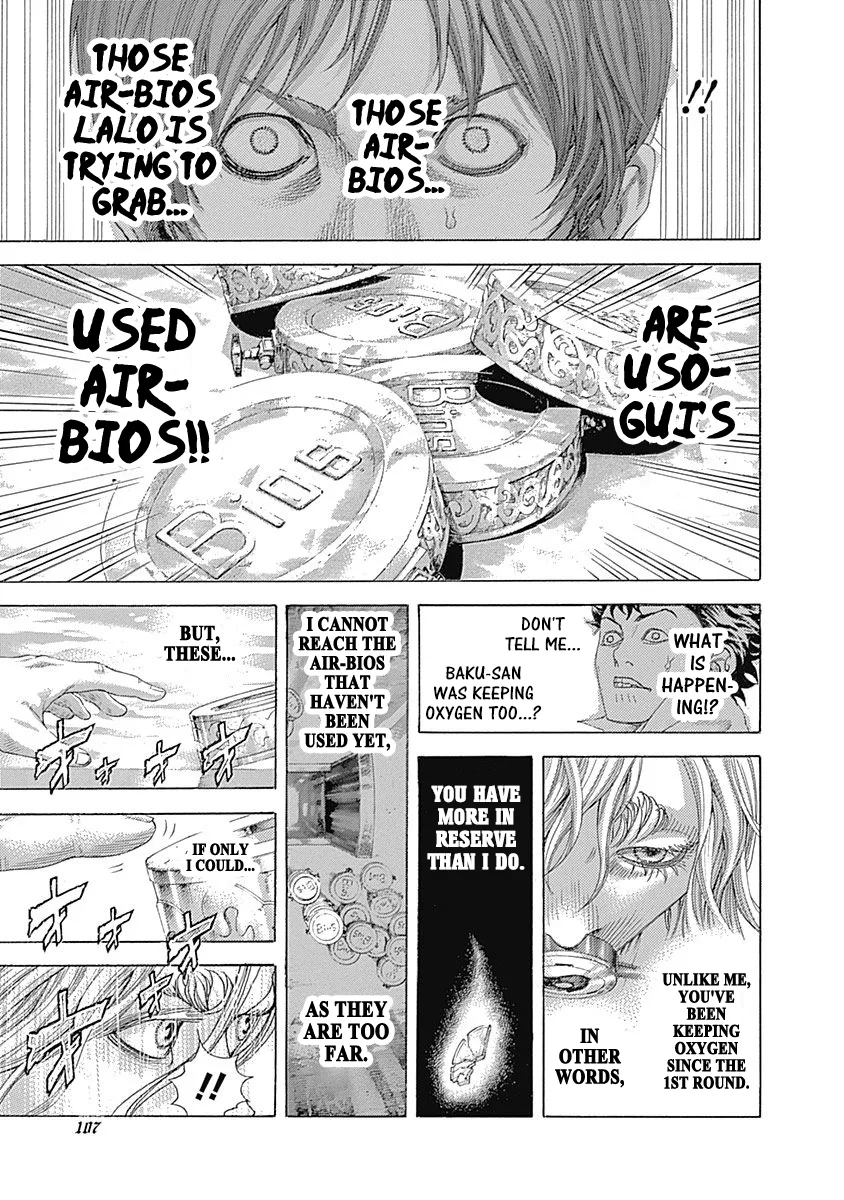 THOSE
AIR-
BIOS...
!!
THOSE
AIR-BIOS
LALO IS
TRYING TO
GRAB...
ARE
USO-
GUI'S
USED
AIR-
BIOS!!
Bios
Bios
Bios
WHAT
IS
HAPPEN-
ING!?
DON'T
TELL ME...
BAKU-SAN
WAS KEEPING
OXYGEN TOO...?
UNLIKE ME,
YOU'VE
BEEN
KEEPING
OXYGEN
SINCE THE
1ST ROUND.
IN
OTHER
WORDS,
YOU HAVE
MORE IN
RESERVE
THAN I DO.
I CANNOT
REACH THE
AIR-BIOS
THAT
HAVEN'T
BEEN
USED YET,
Bios
AS THEY
ARE TOO
FAR.
BUT,
THESE...
IF ONLY
I COULD...
!!
107